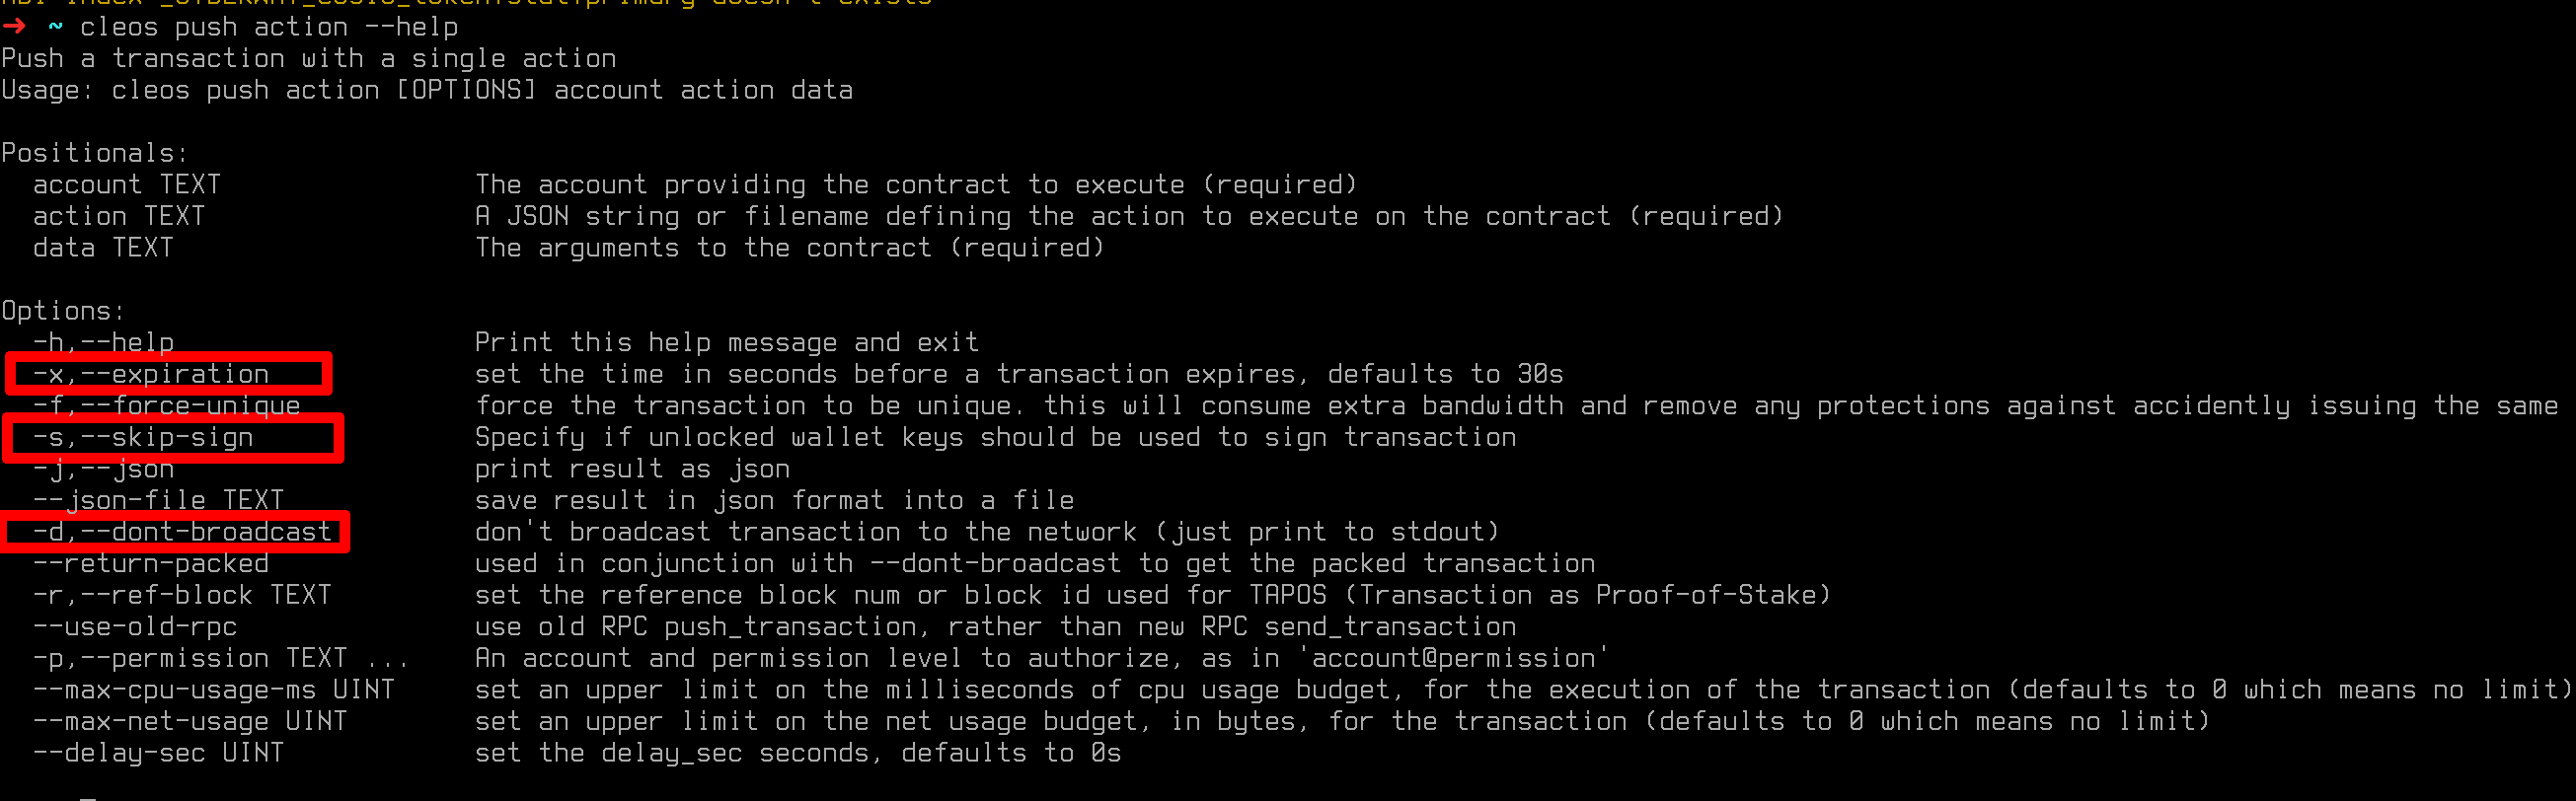 ➜ ~ cleos push action --help
Push a transaction with a single action
Usage: cleos push action [OPTIONS] account action data
Positionals:
account TEXT The account providing the contract to execute (required)
action TEXT A JSON string or filename defining the action to execute on the contract (required)
data TEXT The arguments to the contract (required)
Options:
-h,--help Print this help message and exit
-x,--expiration set the time in seconds before a transaction expires, defaults to 30s
-f,--force-unique force the transaction to be unique. this will consume extra bandwidth and remove any protections against accidently issuing the same
-s,--skip-sign Specify if unlocked wallet keys should be used to sign transaction
-j,--json print result as json
--json-file TEXT save result in json format into a file
-d,--dont-broadcast don't broadcast transaction to the network (just print to stdout)
--return-packed used in conjunction with --dont-broadcast to get the packed transaction
-r,--ref-block TEXT set the reference block num or block id used for TAPOS (Transaction as Proof-of-Stake)
--use-old-rpc use old RPC push_transaction, rather than new RPC send_transaction
-p,--permission TEXT ... An account and permission level to authorize, as in 'account@permission'
--max-cpu-usage-ms UINT set an upper limit on the milliseconds of cpu usage budget, for the execution of the transaction (defaults to 0 which means no limit)
--max-net-usage UINT set an upper limit on the net usage budget, in bytes, for the transaction (defaults to 0 which means no limit)
--delay-sec UINT set the delay_sec seconds, defaults to 0s